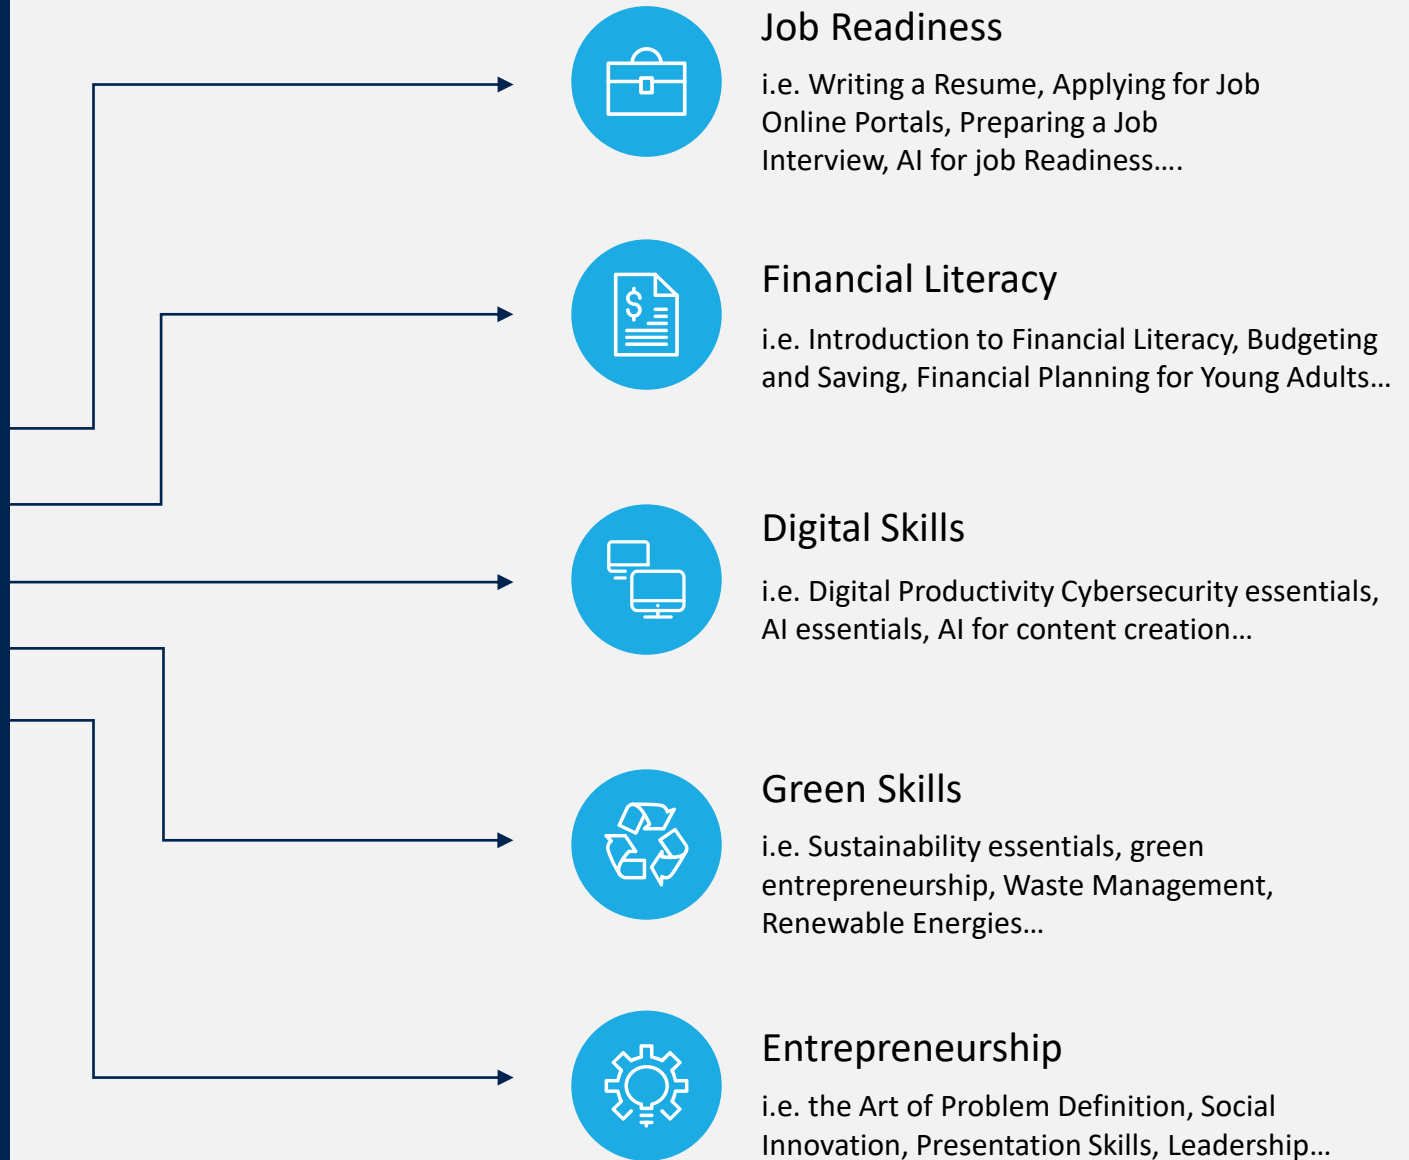 Job Readiness
i.e. Writing a Resume, Applying for Job
Online Portals, Preparing a Job
Interview, AI for job Readiness….
$
Financial Literacy
i.e. Introduction to Financial Literacy, Budgeting
and Saving, Financial Planning for Young Adults…
Digital Skills
i.e. Digital Productivity Cybersecurity essentials,
AI essentials, AI for content creation…
Green Skills
i.e. Sustainability essentials, green
entrepreneurship, Waste Management,
Renewable Energies…
Entrepreneurship
i.e. the Art of Problem Definition, Social
Innovation, Presentation Skills, Leadership…